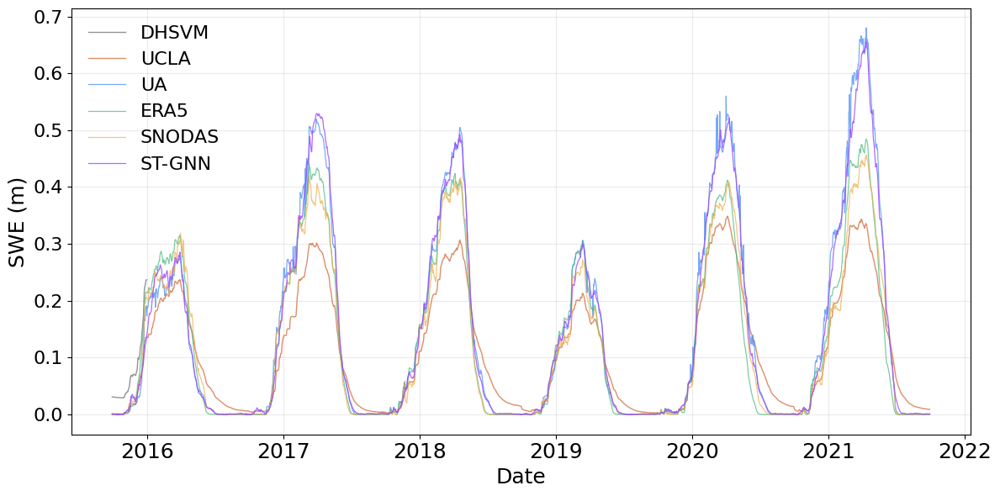 0.7
0.6
0.5
0.4
0.3
0.2
0.1
0.0
SWE (m)
DHSVM
UCLA
UA
ERA5
SNODAS
ST-GNN
2016 2017 2018 2019 2020 2021 2022
Date